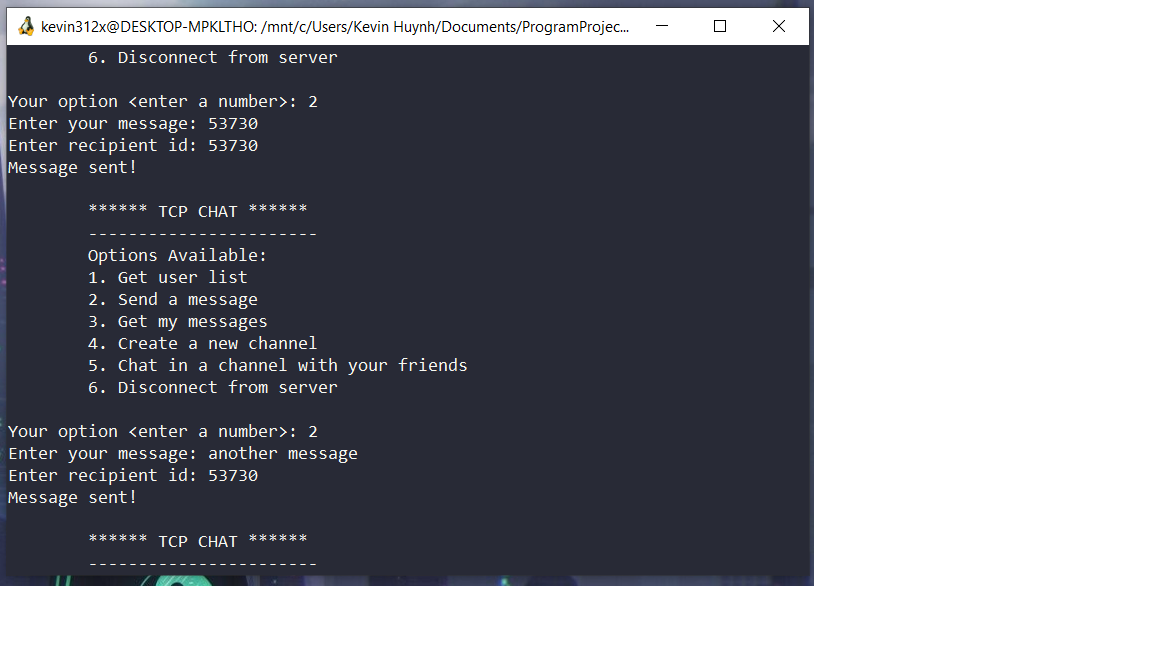 kevin312x@DESKTOP-MPKLTHO: /mnt/c/Users/Kevin Huynh/Documents/ProgramProjec...
6. Disconnect from server
Your option <enter a number>: 2
Enter your message: 53730
Enter recipient id: 53730
Message sent!
****** TCP CHAT ******
-----------------------
Options Available:
1. Get user list
2. Send a message
3. Get my messages
4. Create a new channel
5. Chat in a channel with your friends
6. Disconnect from server
Your option <enter a number>: 2
Enter your message: another message
Enter recipient id: 53730
Message sent!
****** TCP CHAT ******
-----------------------